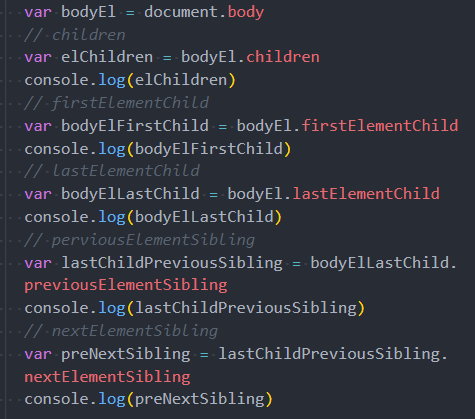 var bodyEl = document.body
// children
var elChildren = bodyEl.children
console.log(elChildren)
// firstElementChild
var bodyElFirstChild = bodyEl.firstElementChild
console.log(bodyElFirstChild)
// lastElementChild
var bodyElLastChild = bodyEl.lastElementChild
console.log(bodyElLastChild)
// perviousElementSibling
var lastChildPreviousSibling = bodyElLastChild.
previousElementSibling
console.log(lastChildPreviousSibling)
// nextElementSibling
var preNextSibling = lastChildPreviousSibling.
nextElementSibling
console.log(preNextSibling)